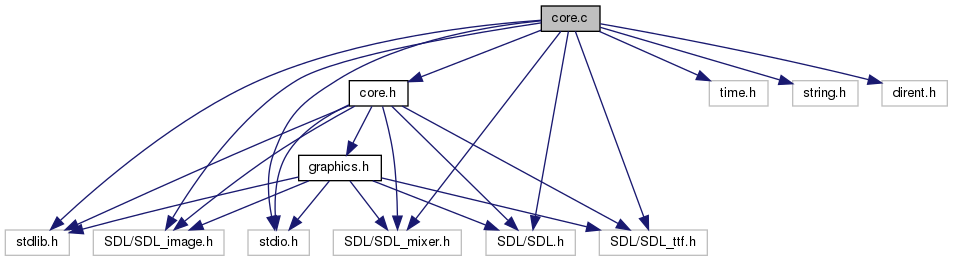 core.c
core.h
time.h
string.h
dirent.h
graphics.h
stdlib.h
SDL/SDL_image.h
stdio.h
SDL/SDL_mixer.h
SDL/SDL.h
SDL/SDL_ttf.h